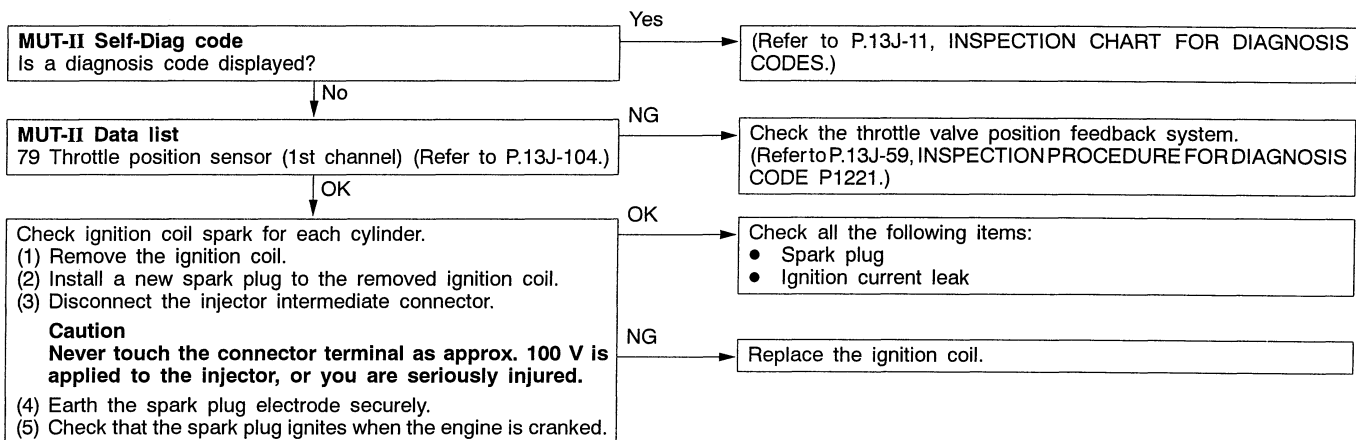 MUT-II Self-Diag code
Is a diagnosis code displayed?
Yes
(Refer to P.13J-11, INSPECTION CHART FOR DIAGNOSIS
CODES.)
No
MUT-II Data list
79 Throttle position sensor (1st channel) (Refer to P.13J-104.)
NG
Check the throttle valve position feedback system.
(Refer to P.13J-59, INSPECTION PROCEDURE FOR DIAGNOSIS
CODE P1221.)
OK
Check ignition coil spark for each cylinder.
(1) Remove the ignition coil.
(2) Install a new spark plug to the removed ignition coil.
(3) Disconnect the injector intermediate connector.
Caution
Never touch the connector terminal as approx. 100 V is
applied to the injector, or you are seriously injured.
(4) Earth the spark plug electrode securely.
(5) Check that the spark plug ignites when the engine is cranked.
OK
Check all the following items:
● Spark plug
● Ignition current leak
NG
Replace the ignition coil.